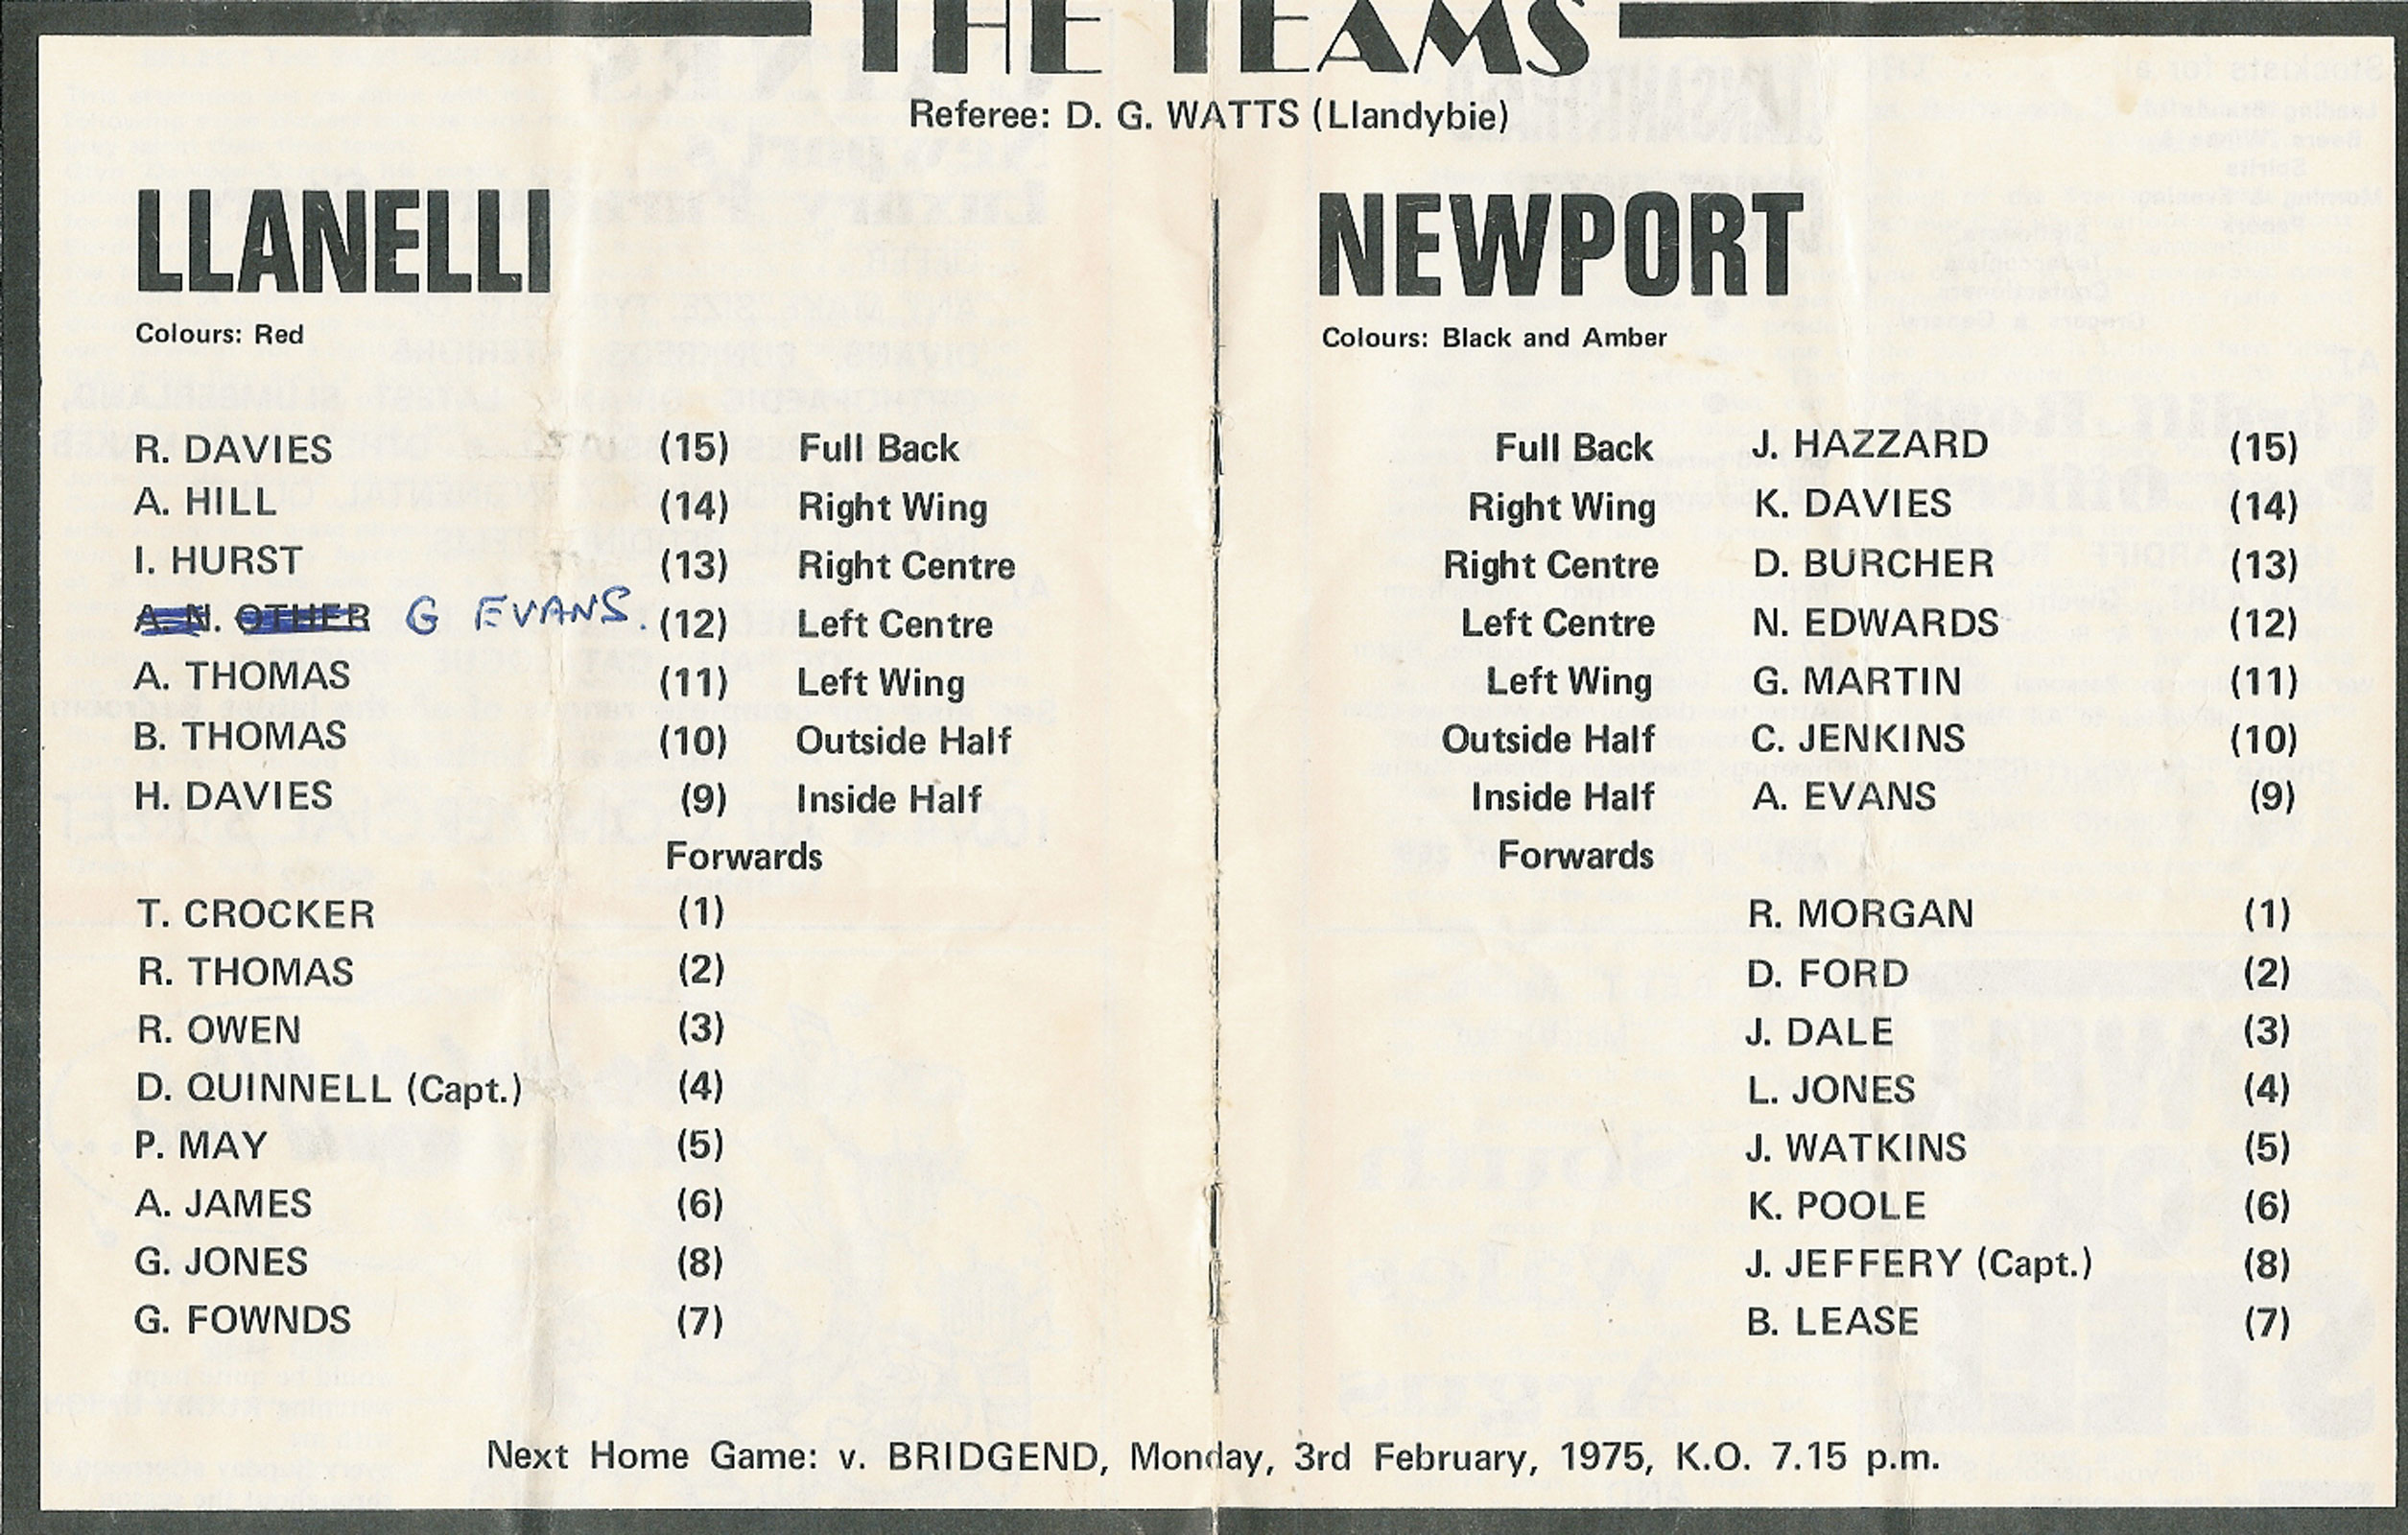 THE TEAMS
Referee: D. G. WATTS (Llandybie)
LLANELLI
Colours: Red
R. DAVIES (15) Full Back
A. HILL (14) Right Wing
I. HURST (13) Right Centre
A. N. OTHER G EVANS. (12) Left Centre
A. THOMAS (11) Left Wing
B. THOMAS (10) Outside Half
H. DAVIES (9) Inside Half
Forwards
T. CROCKER (1)
R. THOMAS (2)
R. OWEN (3)
D. QUINNELL (Capt.) (4)
P. MAY (5)
A. JAMES (6)
G. JONES (8)
G. FOWNDS (7)
NEWPORT
Colours: Black and Amber
Full Back J. HAZZARD (15)
Right Wing K. DAVIES (14)
Right Centre D. BURCHER (13)
Left Centre N. EDWARDS (12)
Left Wing G. MARTIN (11)
Outside Half C. JENKINS (10)
Inside Half A. EVANS (9)
Forwards
R. MORGAN (1)
D. FORD (2)
J. DALE (3)
L. JONES (4)
J. WATKINS (5)
K. POOLE (6)
J. JEFFERY (Capt.) (8)
B. LEASE (7)
Next Home Game: v. BRIDGEND, Monday, 3rd February, 1975, K.O. 7.15 p.m.